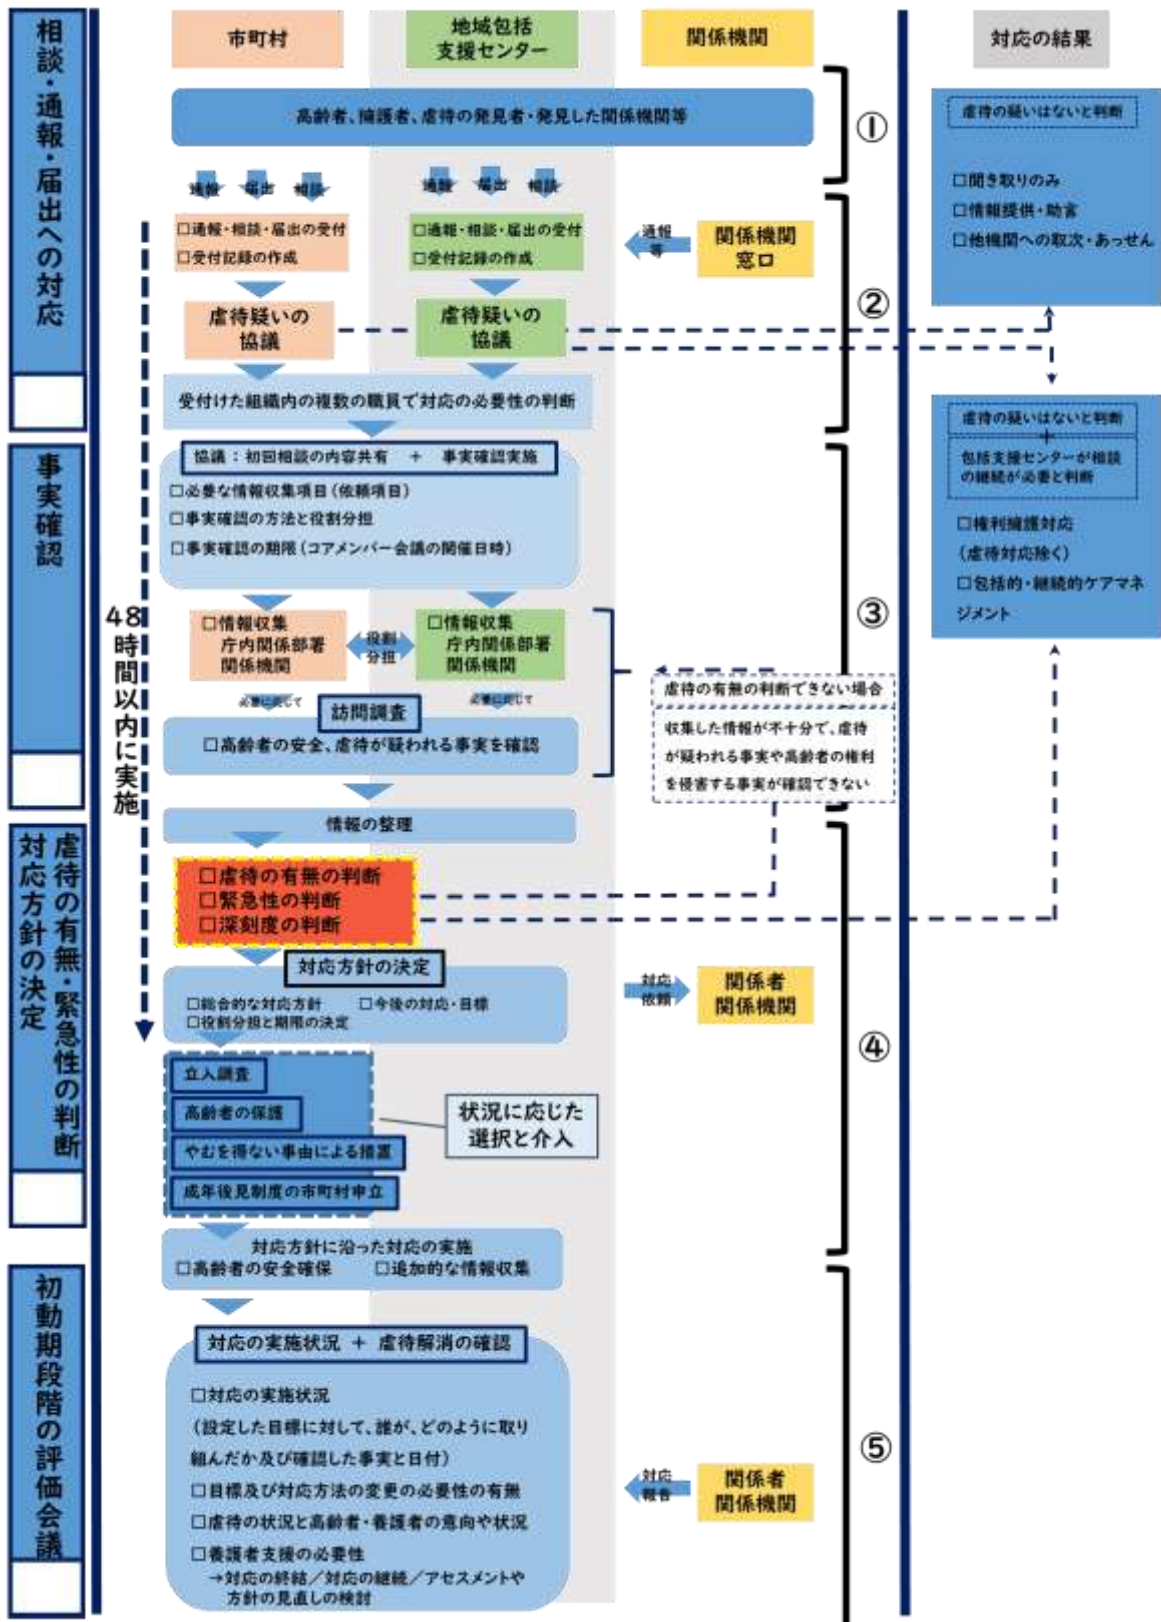 相談・通報・届出への対応
市町村
地域包括
支援センター
関係機関
対応の結果
高齢者、擁護者、虐待の発見者・発見した関係機関等
①
通報
届出
相談
通報
届出
相談
□通報・相談・届出の受付
□受付記録の作成
□通報・相談・届出の受付
□受付記録の作成
通報
等
関係機関
窓口
虐待疑いの
協議
虐待疑いの
協議
②
受付けた組織内の複数の職員で対応の必要性の判断
虐待の疑いはないと判断
□聞き取りのみ
□情報提供・助言
□他機関への取次・あっせん
虐待の疑いはないと判断
+
包括支援センターが相談
の継続が必要と判断
□権利擁護対応
(虐待対応除く)
□包括的・継続的ケアマネ
ジメント
事実確認
協議:初回相談の内容共有 + 事実確認実施
□必要な情報収集項目(依頼項目)
□事実確認の方法と役割分担
□事実確認の期限(コアメンバー会議の開催日時)
48時間以内に実施
□情報収集
庁内関係部署
関係機関
役割
分担
□情報収集
庁内関係部署
関係機関
③
必要に応じて
必要に応じて
訪問調査
□高齢者の安全、虐待が疑われる事実を確認
虐待の有無の判断できない場合
収集した情報が不十分で、虐待
が疑われる事実や高齢者の権利
を侵害する事実が確認できない
情報の整理
虐待の有無・緊急性の判断
対応方針の決定
□虐待の有無の判断
□緊急性の判断
□深刻度の判断
対応方針の決定
□総合的な対応方針 □今後の対応・目標
□役割分担と期限の決定
対応
依頼
関係者
関係機関
④
立入調査
高齢者の保護
やむを得ない事由による措置
成年後見制度の市町村申立
状況に応じた
選択と介入
対応方針に沿った対応の実施
□高齢者の安全確保 □追加的な情報収集
初動期段階の評価会議
対応の実施状況 + 虐待解消の確認
□対応の実施状況
(設定した目標に対して、誰が、どのように取り
組んだか及び確認した事実と日付)
□目標及び対応方法の変更の必要性の有無
□虐待の状況と高齢者・養護者の意向や状況
□養護者支援の必要性
→対応の終結/対応の継続/アセスメントや
方針の見直しの検討
対応
報告
関係者
関係機関
⑤